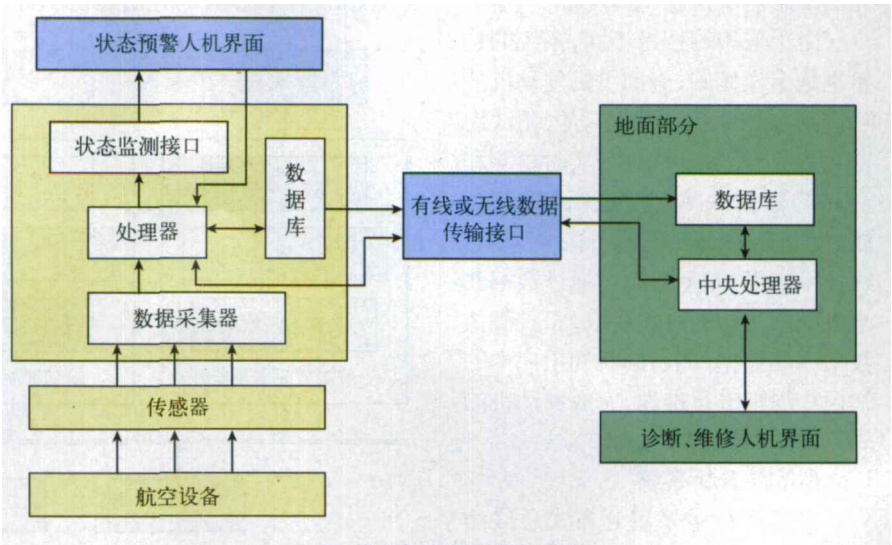 状态预警人机界面
状态监测接口
数据库
处理器
数据采集器
传感器
航空设备
有线或无线数据
传输接口
地面部分
数据库
中央处理器
诊断、维修人机界面